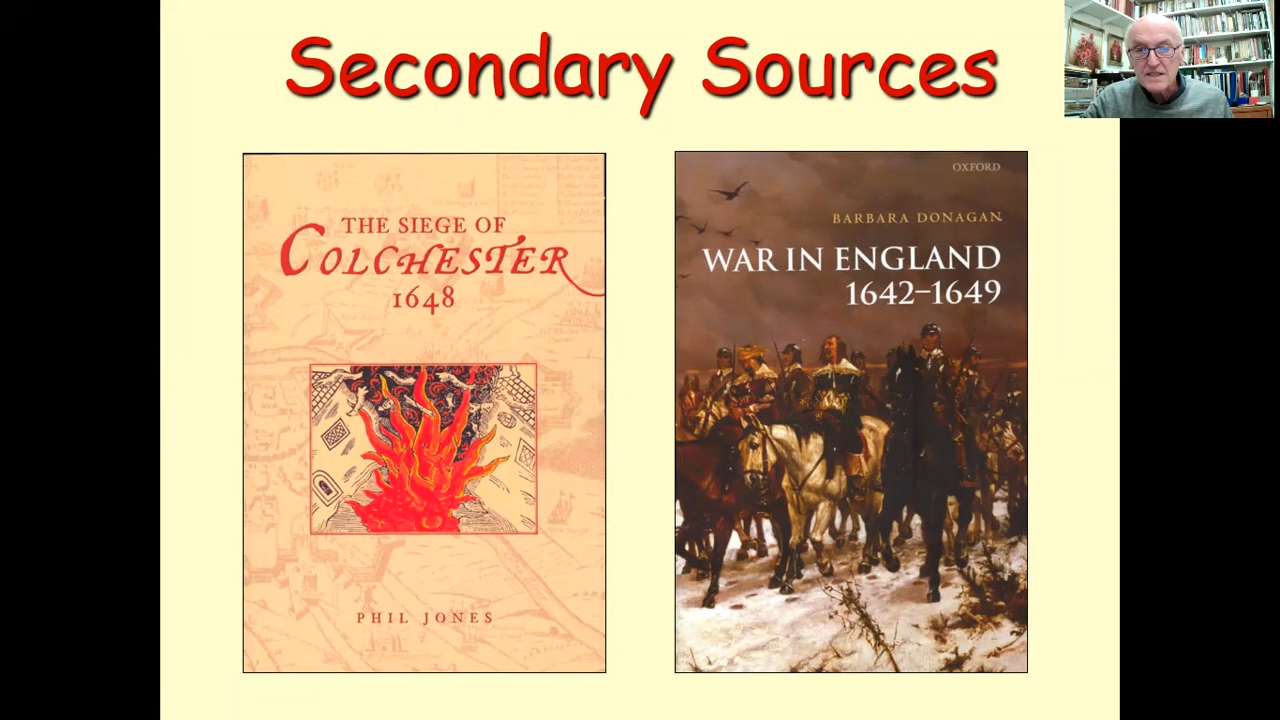 Secondary Sources
THE SIEGE OF
COLCHESTER
1648
PHIL JONES
OXFORD
BARBARA DONAGAN
WAR IN ENGLAND
1642–1649